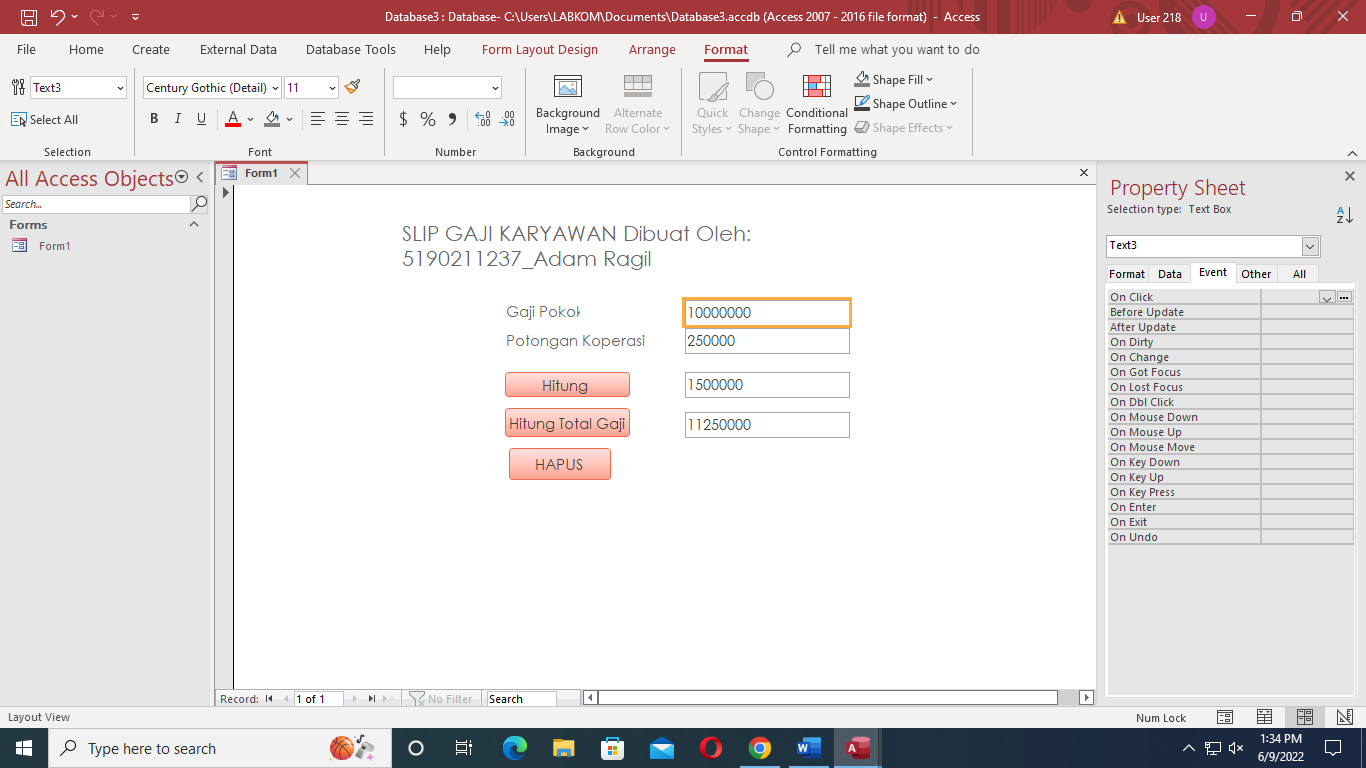 Database3 : Database- C:\Users\LABKOM\Documents\Database3.accdb (Access 2007 - 2016 file format) - Access
User 218
U
File Home Create External Data Database Tools Help Form Layout Design Arrange Format Tell me what you want to do
Text3
Select All
Selection
Century Gothic (Detail) 11
B I U A
Font
$ % ,
Number
Background Image
Alternate Row Color
Background
Quick Styles
Change Shape
Conditional Formatting
Shape Fill
Shape Outline
Shape Effects
Control Formatting
All Access Objects
Search...
Forms
Form1
Form1
SLIP GAJI KARYAWAN Dibuat Oleh:
5190211237_Adam Ragil
Gaji Pokok 10000000
Potongan Koperasi 250000
Hitung 1500000
Hitung Total Gaji 11250000
HAPUS
Record: 1 of 1 No Filter Search
Property Sheet
Selection type: Text Box
Text3
Format Data Event Other All
On Click
Before Update
After Update
On Dirty
On Change
On Got Focus
On Lost Focus
On Dbl Click
On Mouse Down
On Mouse Up
On Mouse Move
On Key Down
On Key Up
On Key Press
On Enter
On Exit
On Undo
Layout View
Num Lock
Type here to search
1:34 PM
6/9/2022